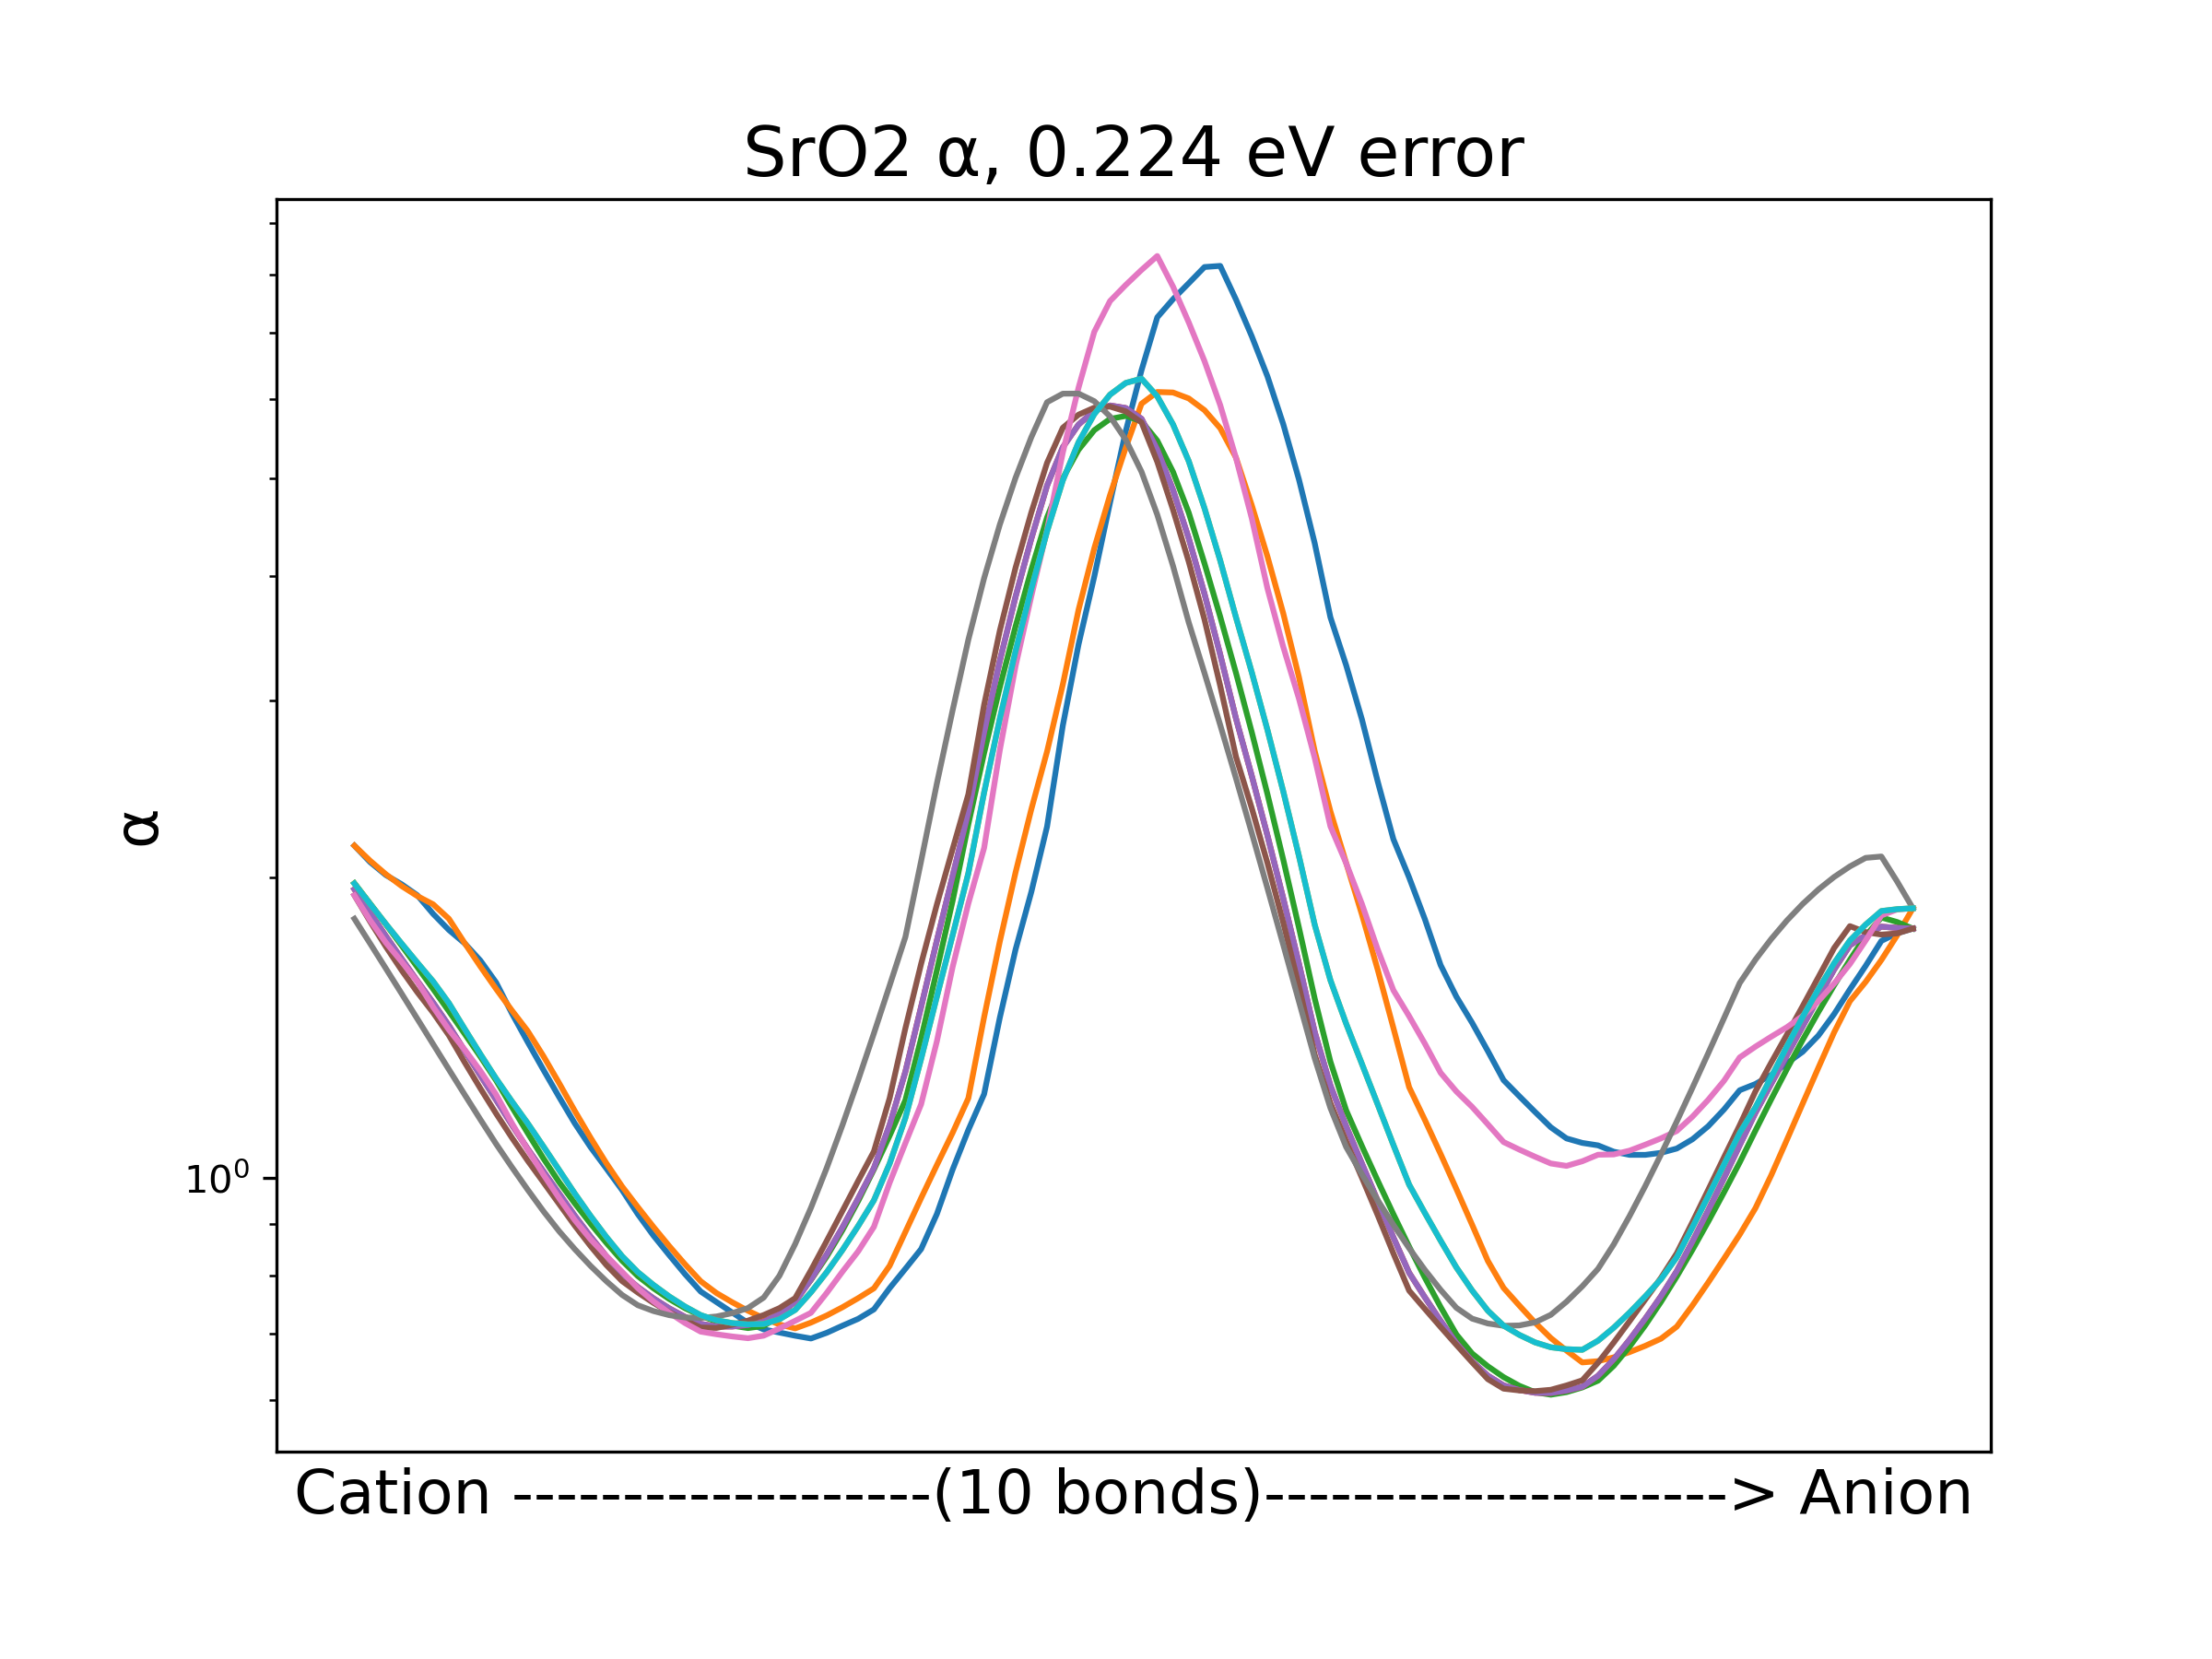 SrO2 α, 0.224 eV error
α
10⁰
Cation -------------------(10 bonds)---------------------> Anion